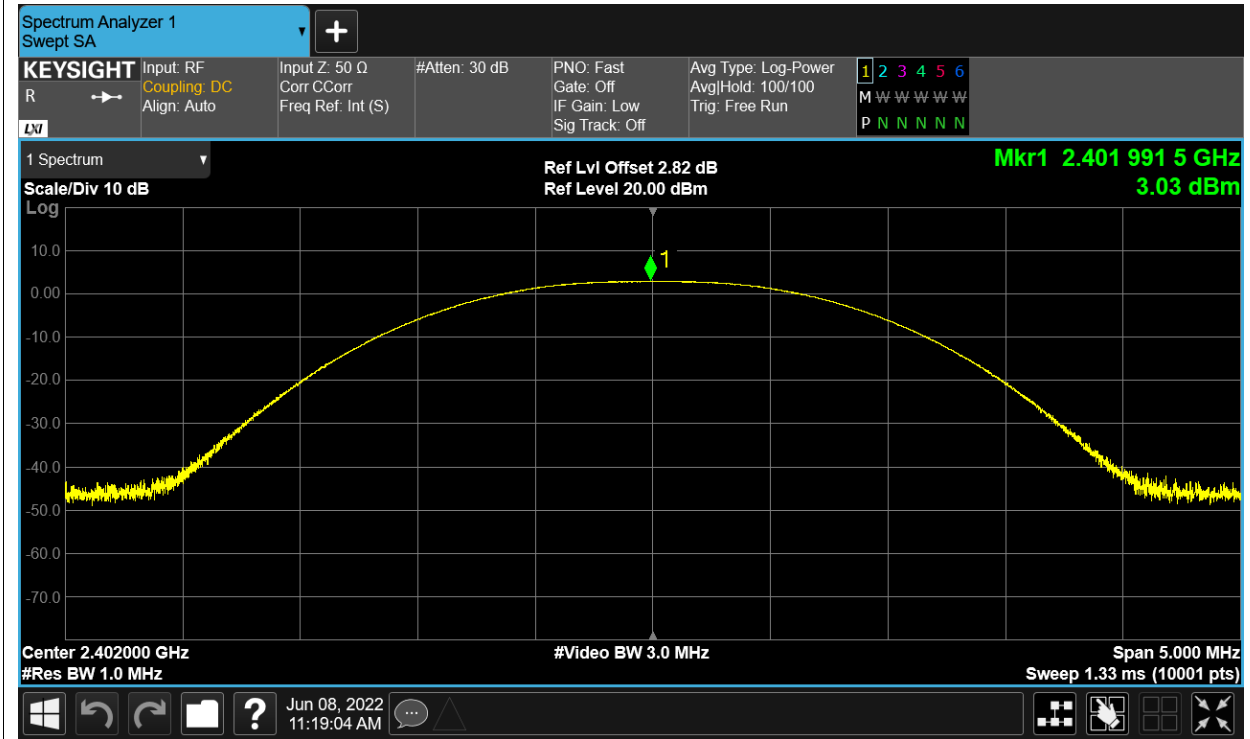 Spectrum Analyzer 1
Swept SA
+
KEYSIGHT
R
LXI
Input: RF
Coupling: DC
Align: Auto
Input Z: 50 Ω
Corr CCorr
Freq Ref: Int (S)
#Atten: 30 dB
PNO: Fast
Gate: Off
IF Gain: Low
Sig Track: Off
Avg Type: Log-Power
Avg|Hold: 100/100
Trig: Free Run
1 2 3 4 5 6
M W W W W W
P N N N N N
1 Spectrum
Scale/Div 10 dB
Log
Ref Lvl Offset 2.82 dB
Ref Level 20.00 dBm
Mkr1 2.401 991 5 GHz
3.03 dBm
1
10.0
0.00
-10.0
-20.0
-30.0
-40.0
-50.0
-60.0
-70.0
Center 2.402000 GHz
#Res BW 1.0 MHz
#Video BW 3.0 MHz
Span 5.000 MHz
Sweep 1.33 ms (10001 pts)
?
Jun 08, 2022
11:19:04 AM